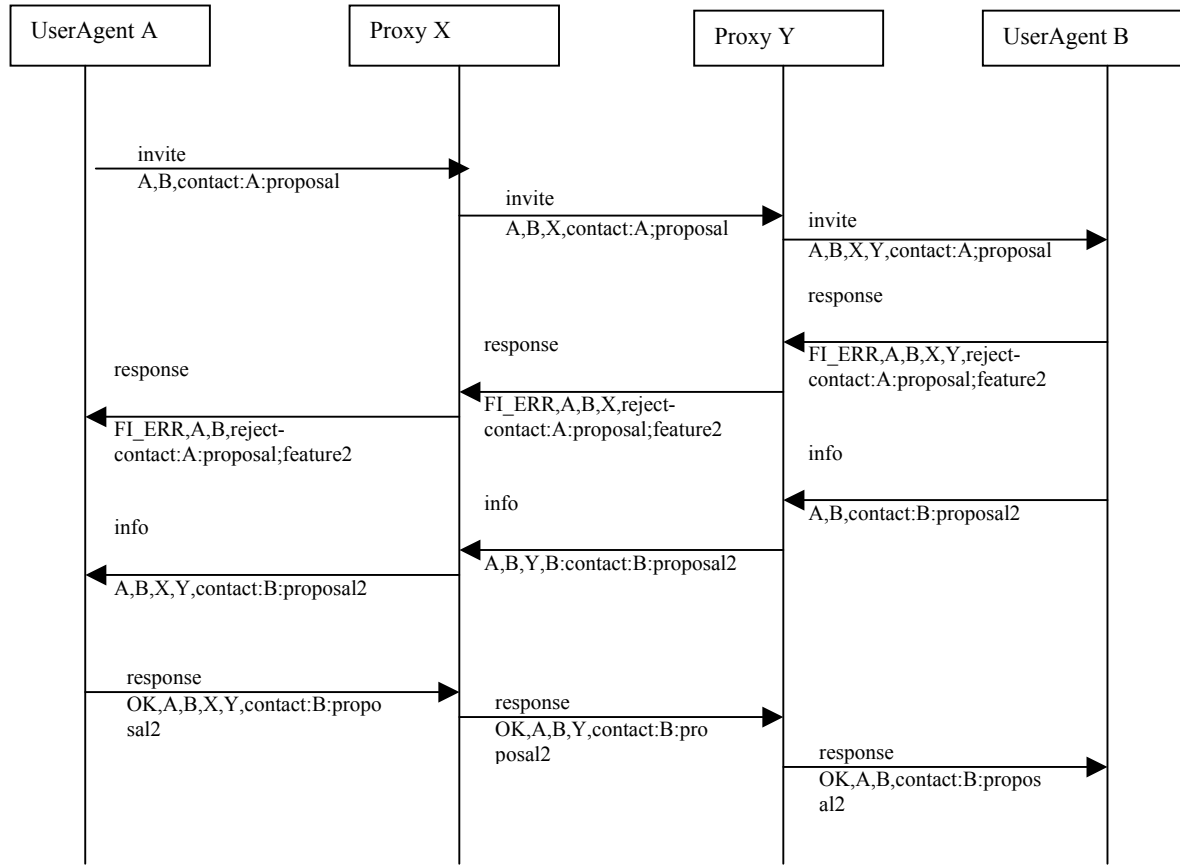 UserAgent A
Proxy X
Proxy Y
UserAgent B
invite
A,B,contact:A:proposal
invite
A,B,X,contact:A;proposal
invite
A,B,X,Y,contact:A;proposal
response
FI_ERR,A,B,X,Y,reject-
contact:A:proposal;feature2
response
FI_ERR,A,B,X,reject-
contact:A:proposal;feature2
response
FI_ERR,A,B,reject-
contact:A:proposal;feature2
info
A,B,contact:B:proposal2
info
A,B,Y,B:contact:B:proposal2
info
A,B,X,Y,contact:B:proposal2
response
OK,A,B,X,Y,contact:B:propo
sal2
response
OK,A,B,Y,contact:B:pro
posal2
response
OK,A,B,contact:B:propos
al2